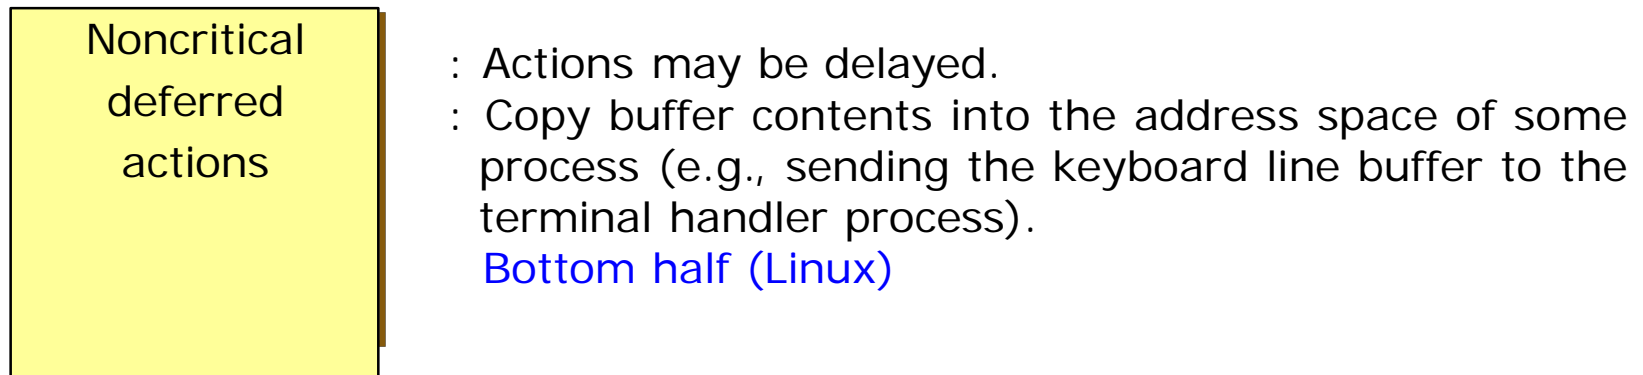 Noncritical
deferred
actions
: Actions may be delayed.
: Copy buffer contents into the address space of some
process (e.g., sending the keyboard line buffer to the
terminal handler process).
Bottom half (Linux)